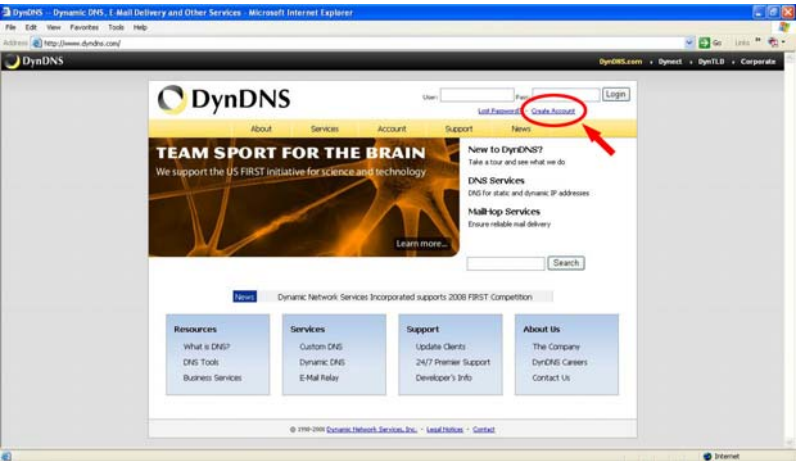 DynDNS -- Dynamic DNS, E-Mail Delivery and Other Services - Microsoft Internet Explorer
File Edit View Favorites Tools Help
Address http://www.dyndns.com/ Go Links »
DynDNS DynDNS.com Dynect DynTLD Corporate
DynDNS User: Pass: Login
Lost Password? - Create Account
About Services Account Support News
TEAM SPORT FOR THE BRAIN
We support the US FIRST initiative for science and technology
Learn more...
New to DynDNS?
Take a tour and see what we do
DNS Services
DNS for static and dynamic IP addresses
MailHop Services
Ensure reliable mail delivery
Search
News Dynamic Network Services Incorporated supports 2008 FIRST Competition
Resources
What is DNS?
DNS Tools
Business Services
Services
Custom DNS
Dynamic DNS
E-Mail Relay
Support
Update Clients
24/7 Premier Support
Developer's Info
About Us
The Company
DynDNS Careers
Contact Us
© 1998-2008 Dynamic Network Services, Inc. - Legal Notices - Contact
Internet